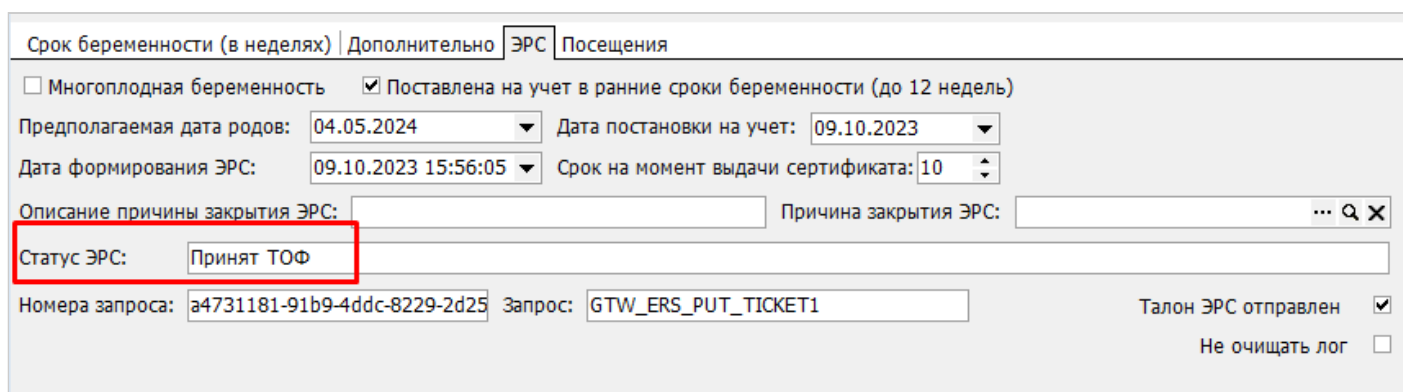 Срок беременности (в неделях) Дополнительно ЭРС Посещения
Многоплодная беременность Поставлена на учет в ранние сроки беременности (до 12 недель)
Предполагаемая дата родов: 04.05.2024 Дата постановки на учет: 09.10.2023
Дата формирования ЭРС: 09.10.2023 15:56:05 Срок на момент выдачи сертификата: 10
Описание причины закрытия ЭРС: Причина закрытия ЭРС:
Статус ЭРС: Принят ТОФ
Номера запроса: a4731181-91b9-4ddc-8229-2d25 Запрос: GTW_ERS_PUT_TICKET1 Талон ЭРС отправлен
Не очищать лог